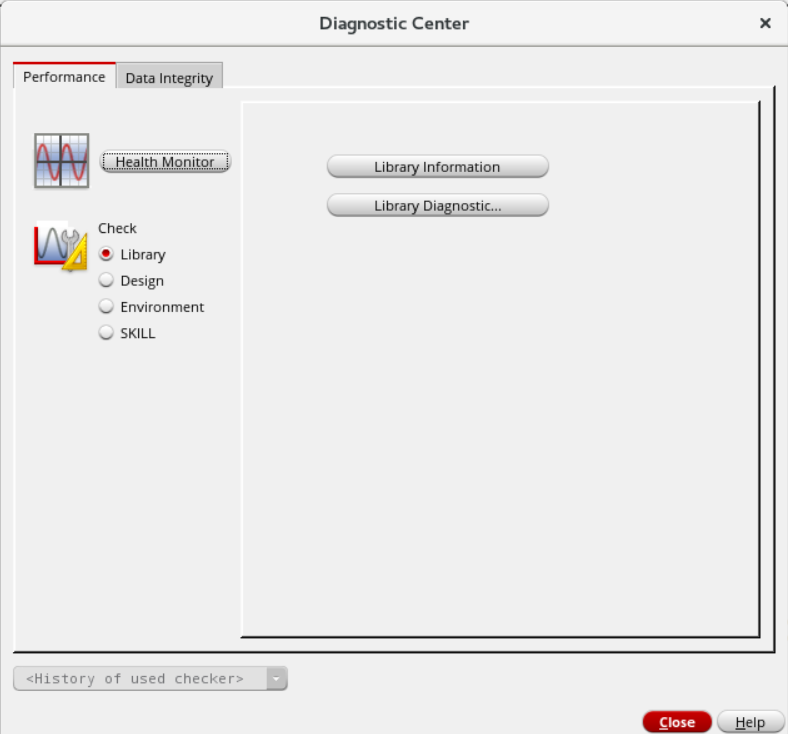 Diagnostic Center
Performance
Data Integrity
Health Monitor
Check
Library
Design
Environment
SKILL
Library Information
Library Diagnostic...
<History of used checker>
Close
Help